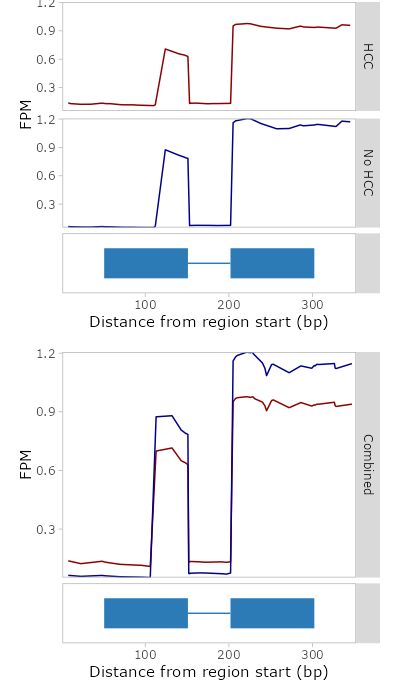 1.2
0.9
0.6
0.3
HCC
FPM
1.2
0.9
0.6
0.3
No HCC
100 200 300
Distance from region start (bp)
1.2
0.9
0.6
0.3
FPM
Combined
100 200 300
Distance from region start (bp)